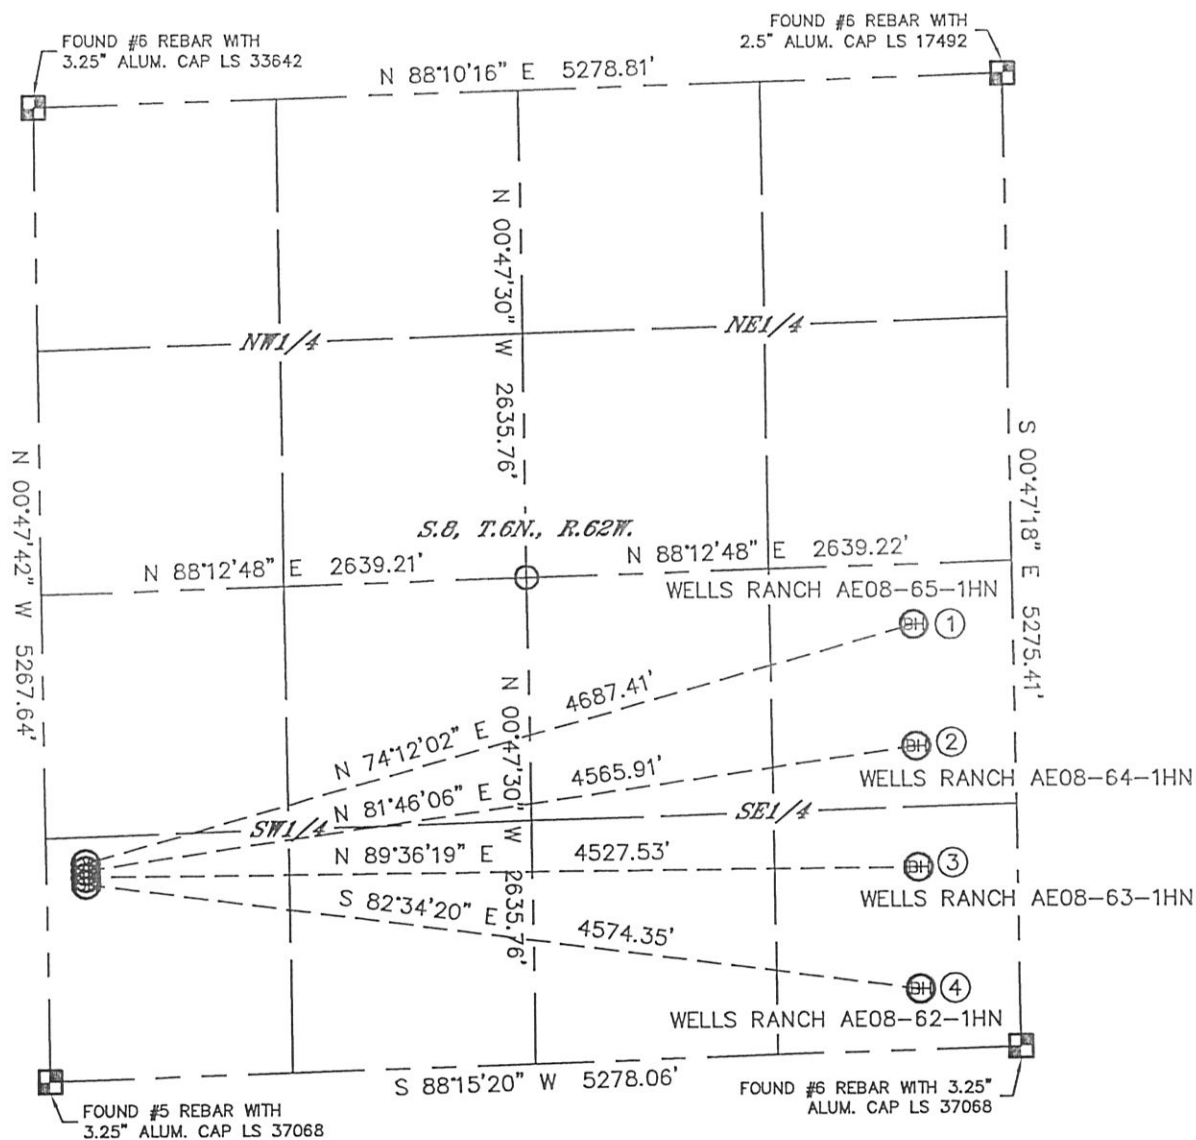 FOUND #6 REBAR WITH
3.25" ALUM. CAP LS 33642
FOUND #6 REBAR WITH
2.5" ALUM. CAP LS 17492
N 88°10'16" E 5278.81'
N 00°47'30" W 2635.76'
NW1/4
NE1/4
N 00°47'42" W 5267.64'
S 00°47'18" E 5275.41'
S.8, T.6N., R.62W.
N 88°12'48" E 2639.21'
N 88°12'48" E 2639.22'
WELLS RANCH AE08-65-1HN
BH 1
N 74°12'02" E 4687.41'
N 00°47'30" W 2635.76'
BH 2
WELLS RANCH AE08-64-1HN
N 81°46'06" E 4565.91'
SW1/4
SE1/4
N 89°36'19" E 4527.53'
BH 3
WELLS RANCH AE08-63-1HN
S 82°34'20" E 4574.35'
BH 4
WELLS RANCH AE08-62-1HN
S 88°15'20" W 5278.06'
FOUND #5 REBAR WITH
3.25" ALUM. CAP LS 37068
FOUND #6 REBAR WITH 3.25"
ALUM. CAP LS 37068